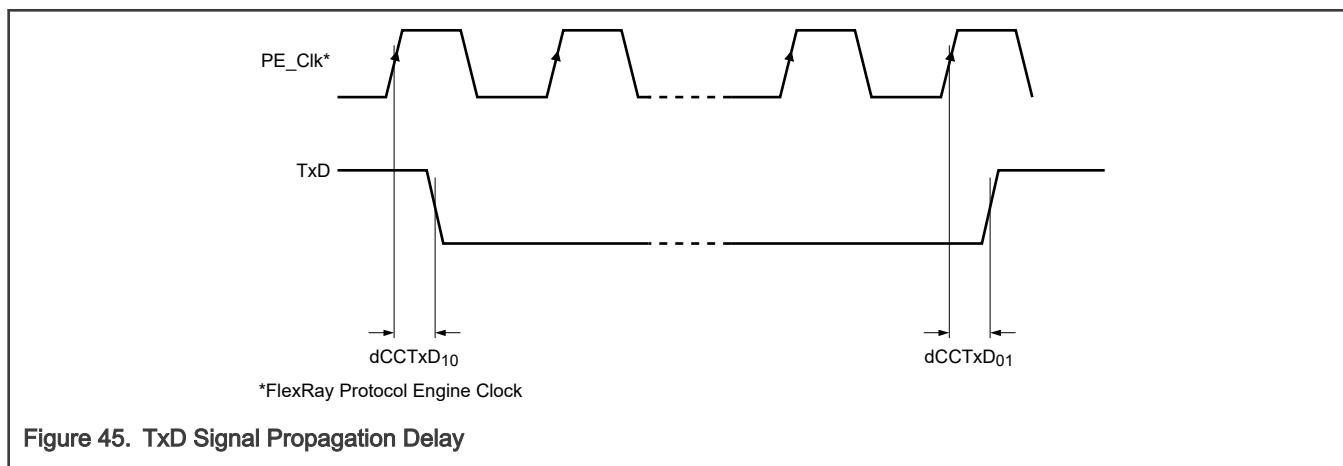 PE_Clk*
TxD
dCCTxD10
dCCTxD01
*FlexRay Protocol Engine Clock
Figure 45. TxD Signal Propagation Delay